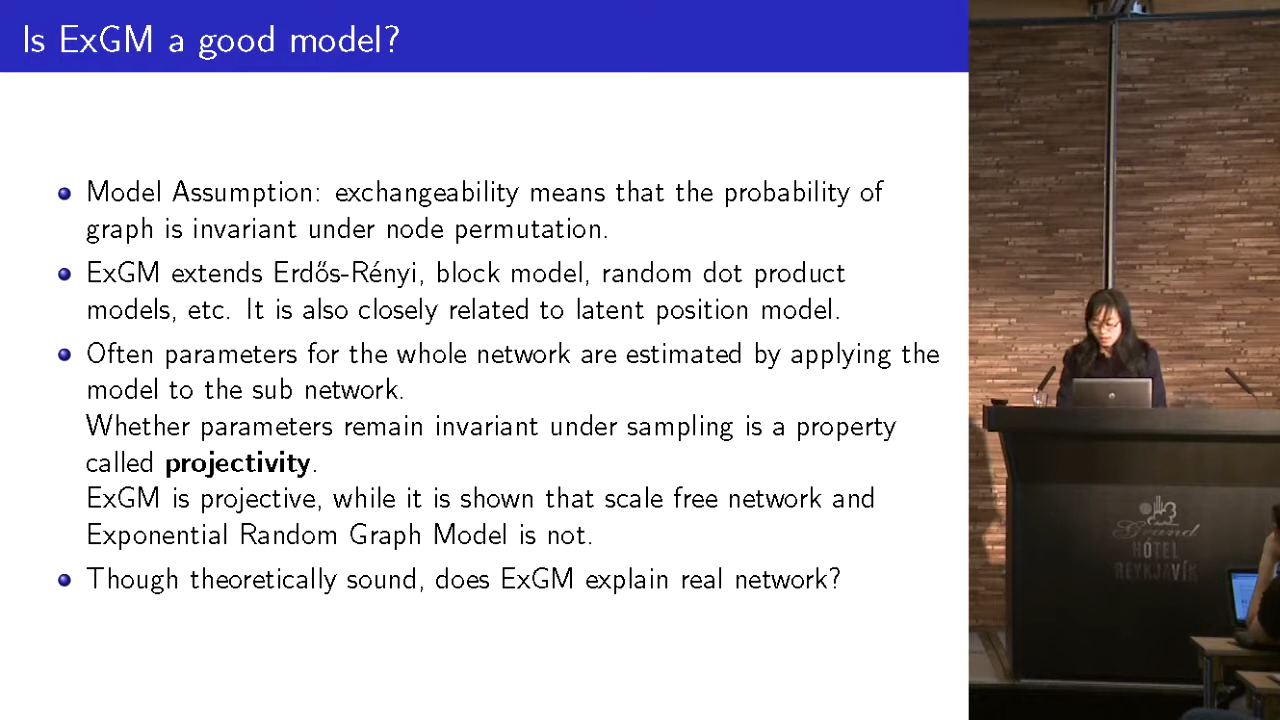 Is ExGM a good model?
Model Assumption: exchangeability means that the probability of
graph is invariant under node permutation.
ExGM extends Erdős-Rényi, block model, random dot product
models, etc. It is also closely related to latent position model.
Often parameters for the whole network are estimated by applying the
model to the sub network.
Whether parameters remain invariant under sampling is a property
called projectivity.
ExGM is projective, while it is shown that scale free network and
Exponential Random Graph Model is not.
Though theoretically sound, does ExGM explain real network?
Grand
HÓTEL
REYKJAVÍK